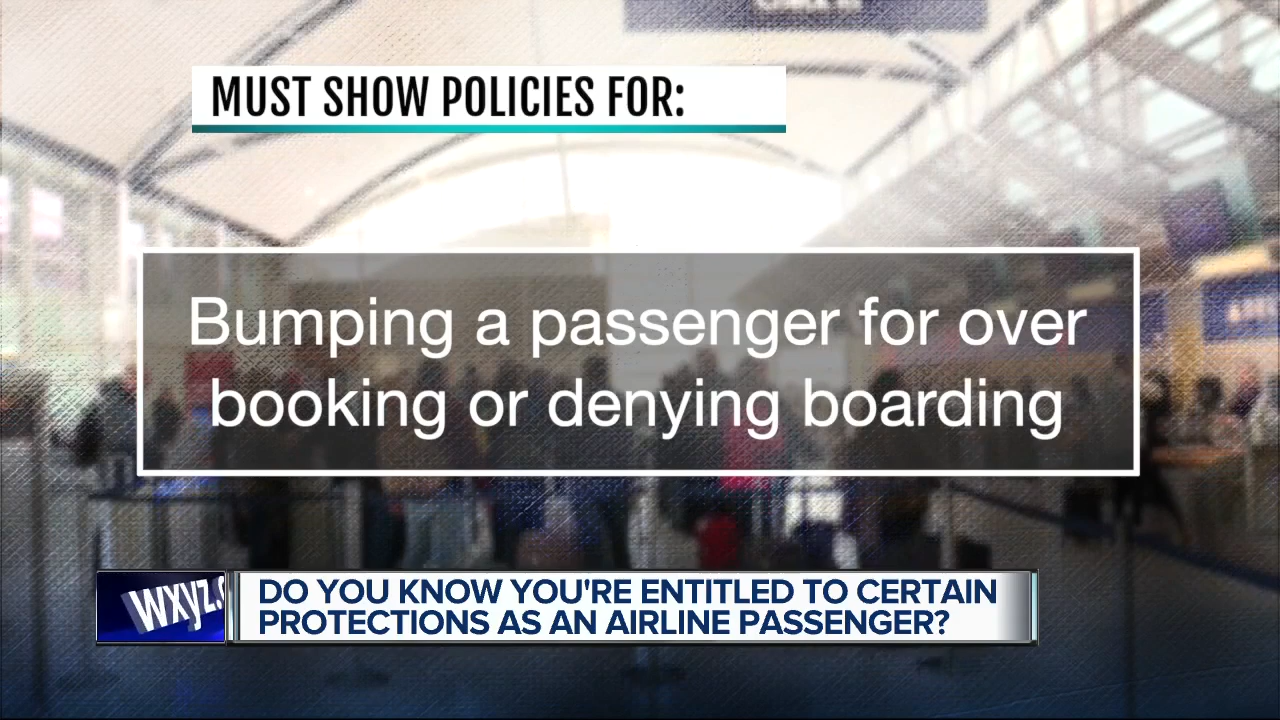 MUST SHOW POLICIES FOR:
Bumping a passenger for over
booking or denying boarding
wxyz.c
DO YOU KNOW YOU'RE ENTITLED TO CERTAIN
PROTECTIONS AS AN AIRLINE PASSENGER?